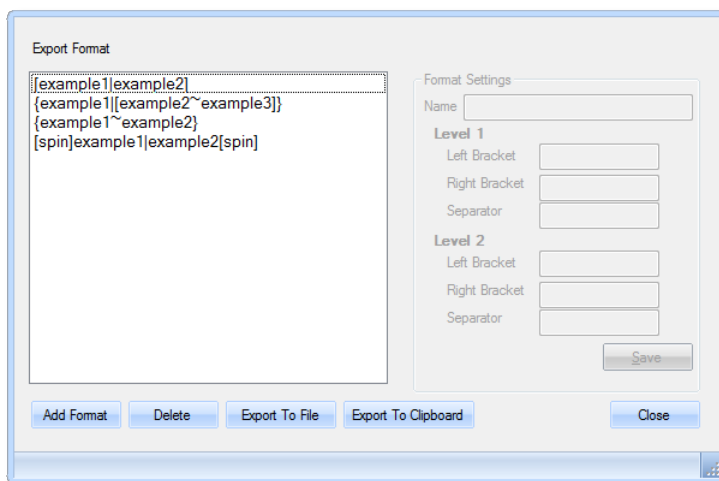 Export Format
[example1|example2]
{example1|[example2~example3]}
{example1~example2}
[spin]example1|example2[spin]
Format Settings
Name
Level 1
Left Bracket
Right Bracket
Separator
Level 2
Left Bracket
Right Bracket
Separator
Save
Add Format
Delete
Export To File
Export To Clipboard
Close